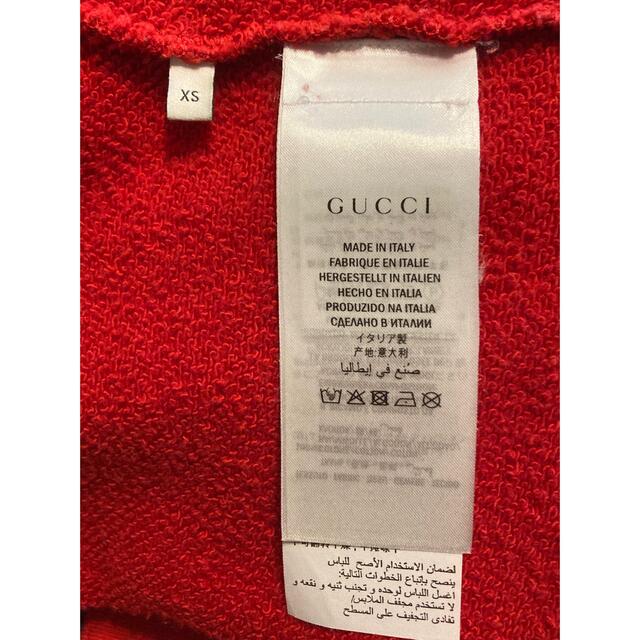 XS
GUCCI
MADE IN ITALY
FABRIQUE EN ITALIE
HERGESTELLT IN ITALIEN
HECHO EN ITALIA
PRODUZIDO NA ITALIA
СДЕЛАНО В ИТАЛИИ
イタリア製
产地:意大利
صنع في إيطاليا
لضمان الاستخدام الأصح للباس
ينصح بإتباع الخطوات التالية:
اغسل اللباس لوحده و تجنب ثنيه و نقعه و
لا تستخدم مجفف الملابس/
تفادى التجفيف على المسطح